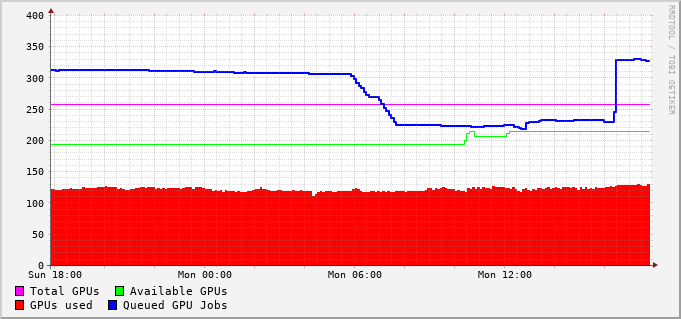 400
350
300
250
200
150
100
50
0
Sun 18:00 Mon 00:00 Mon 06:00 Mon 12:00
Total GPUs Available GPUs
GPUs used Queued GPU Jobs
RRDTOOL / TOBI OETIKER